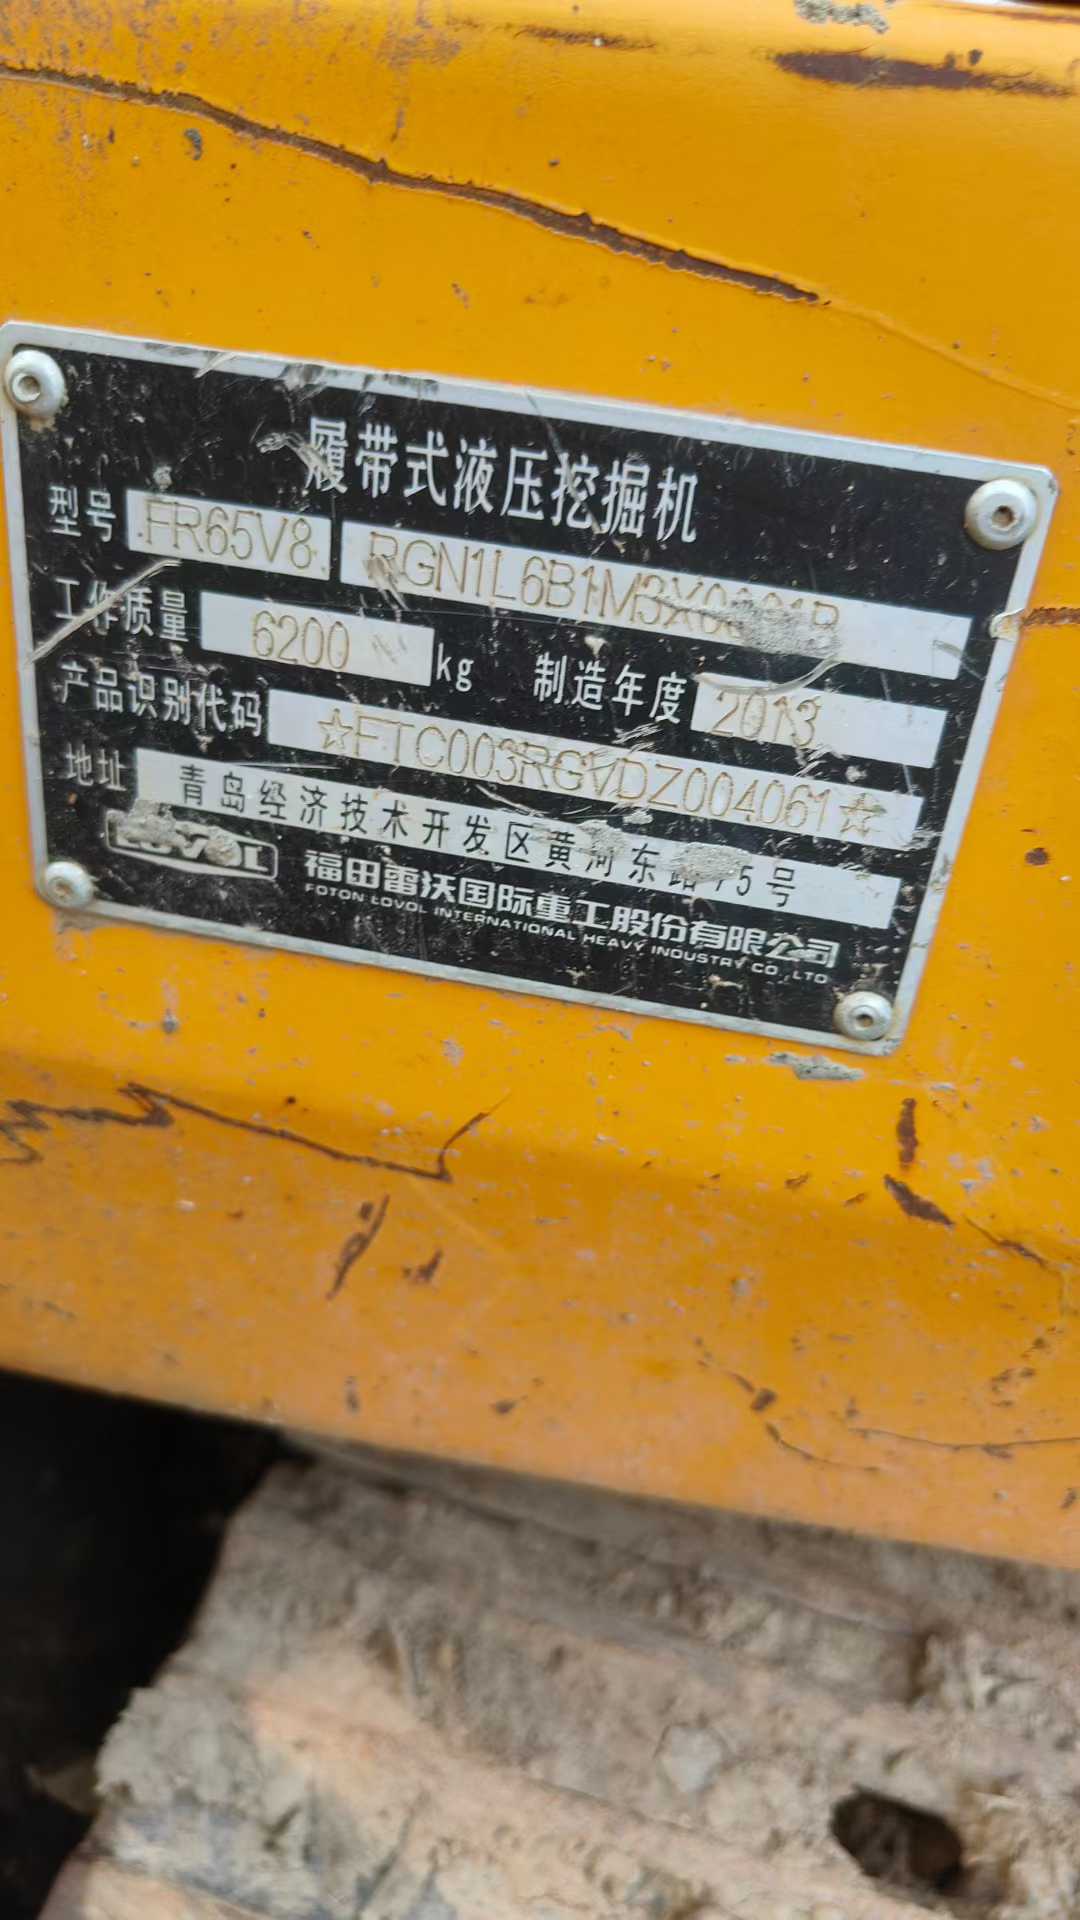 履带式液压挖掘机
型号 FR65V8 RGN1L6B1M3X0001B
工作质量 6200 kg 制造年度 2013
产品识别代码 ☆FTC003RGVDZ004061☆
地址 青岛经济技术开发区黄河东路75号
LOVOL 福田雷沃国际重工股份有限公司
FOTON LOVOL INTERNATIONAL HEAVY INDUSTRY CO.,LTD